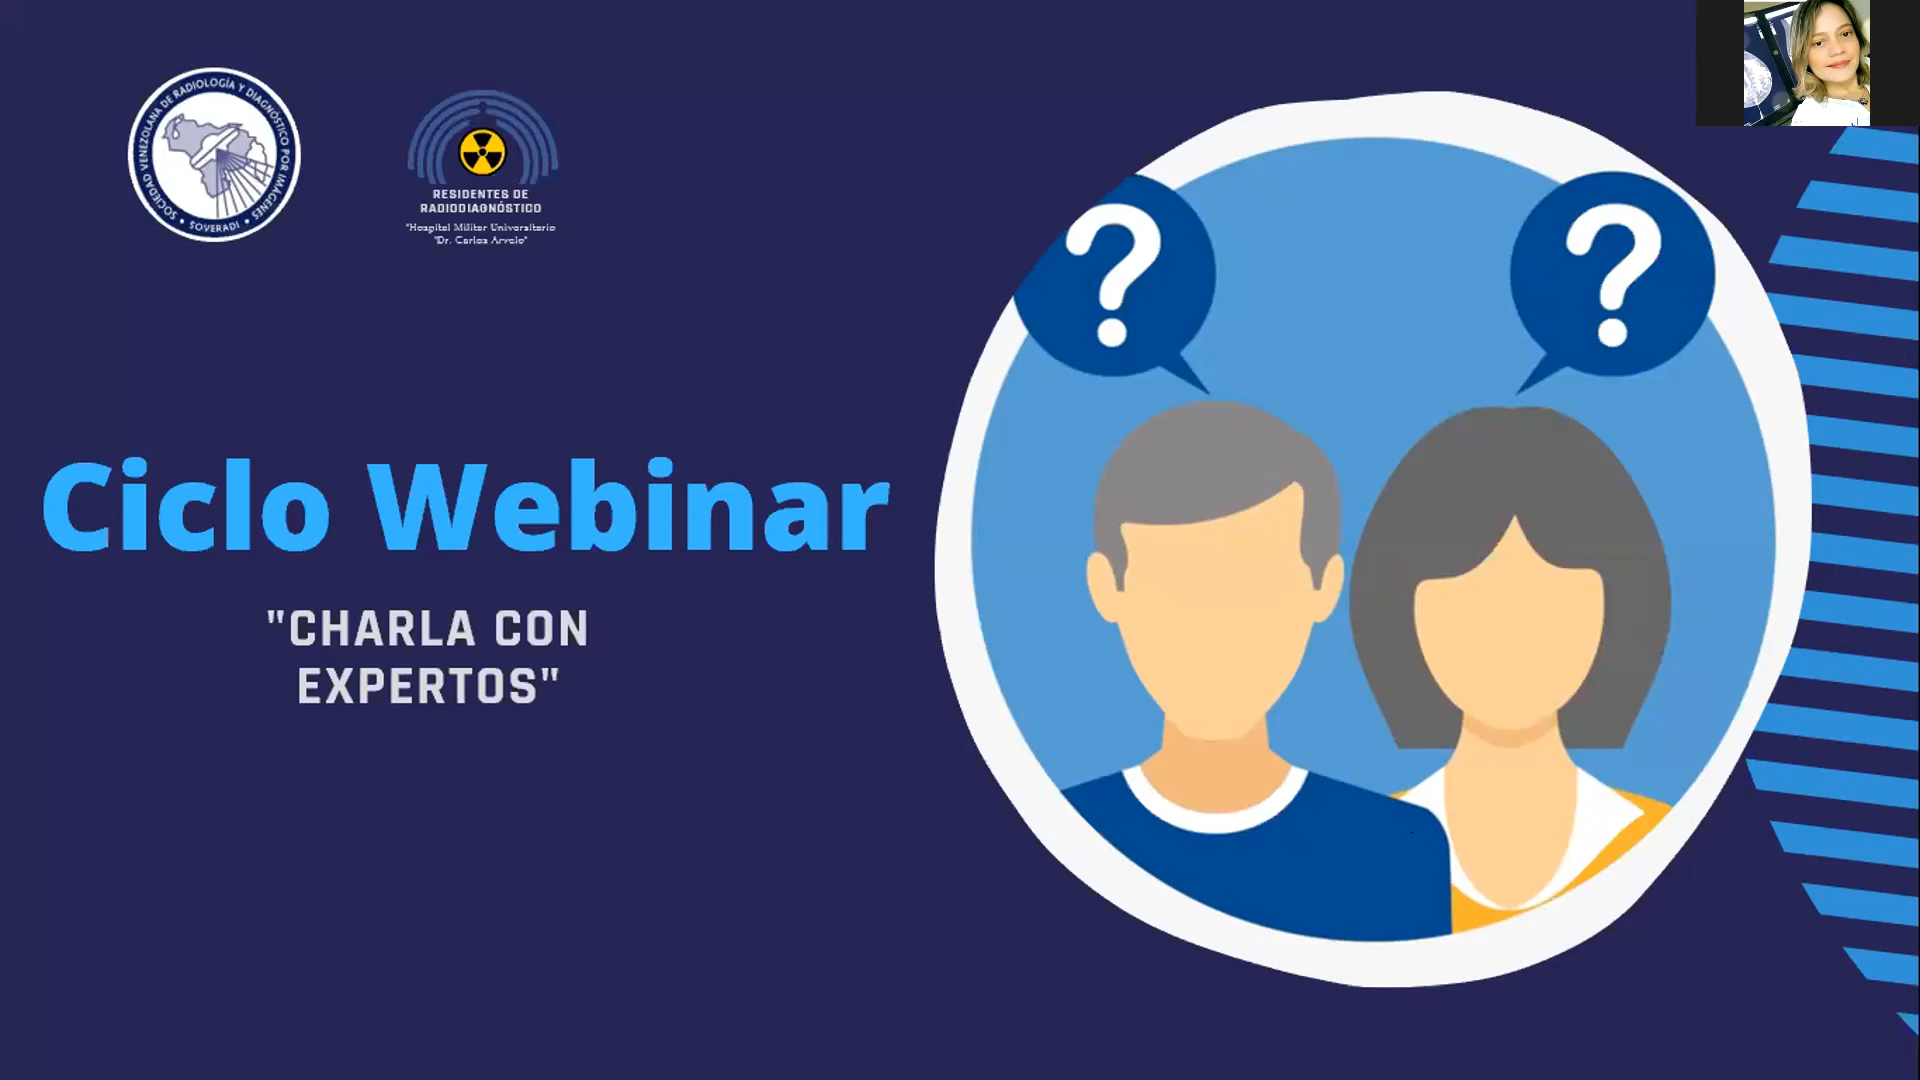 SOCIEDAD VENEZOLANA DE RADIOLOGÍA Y DIAGNÓSTICO POR IMÁGENES
• SOVERADI •
RESIDENTES DE
RADIODIAGNÓSTICO
"Hospital Militar Universitario
"Dr. Carlos Arvelo"
?
?
Ciclo Webinar
"CHARLA CON
EXPERTOS"